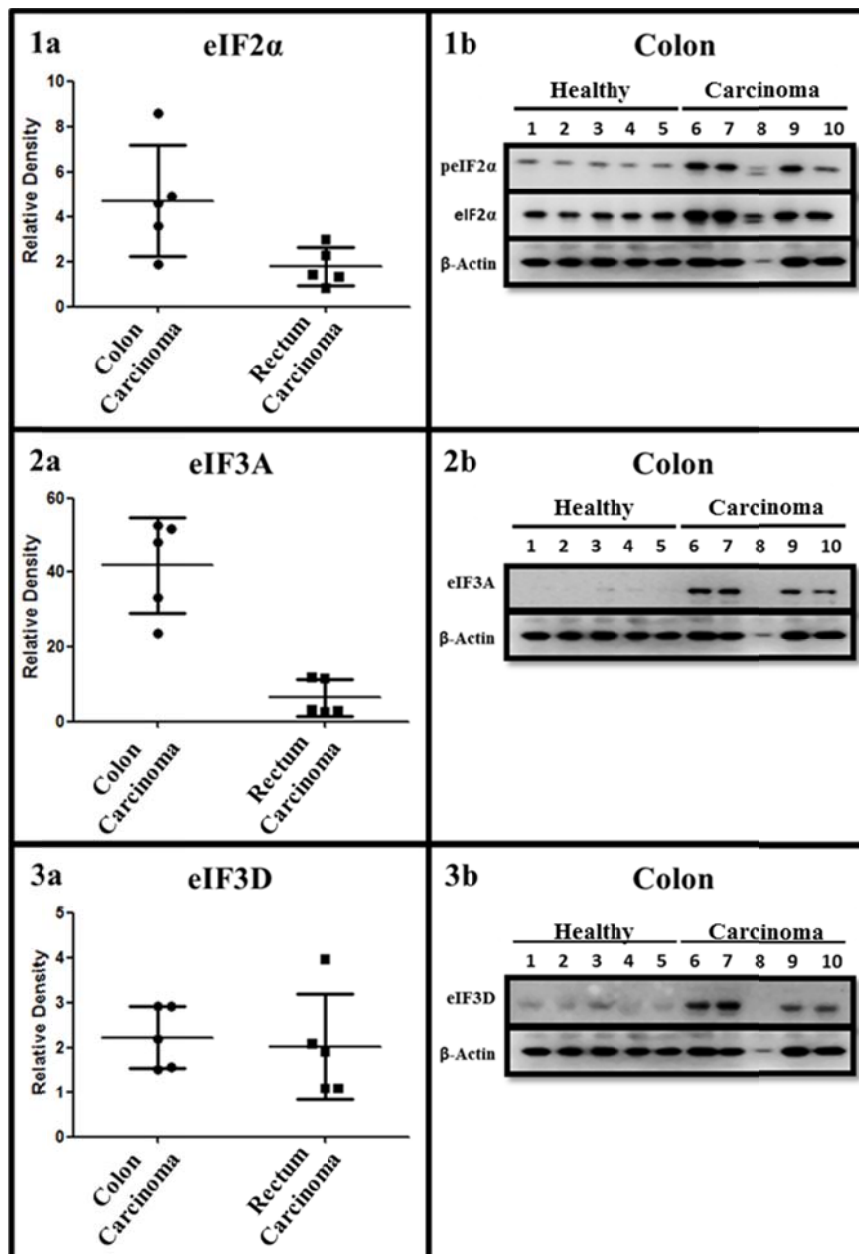 1a
eIF2α
10
8
6
4
2
0
Relative Density
Colon
Carcinoma
Rectum
Carcinoma
1b
Colon
Healthy
Carcinoma
1 2 3 4 5 6 7 8 9 10
peIF2α
eIF2α
β-Actin
2a
eIF3A
60
40
20
0
Relative Density
Colon
Carcinoma
Rectum
Carcinoma
2b
Colon
Healthy
Carcinoma
1 2 3 4 5 6 7 8 9 10
eIF3A
β-Actin
3a
eIF3D
5
4
3
2
1
0
Relative Density
Colon
Carcinoma
Rectum
Carcinoma
3b
Colon
Healthy
Carcinoma
1 2 3 4 5 6 7 8 9 10
eIF3D
β-Actin